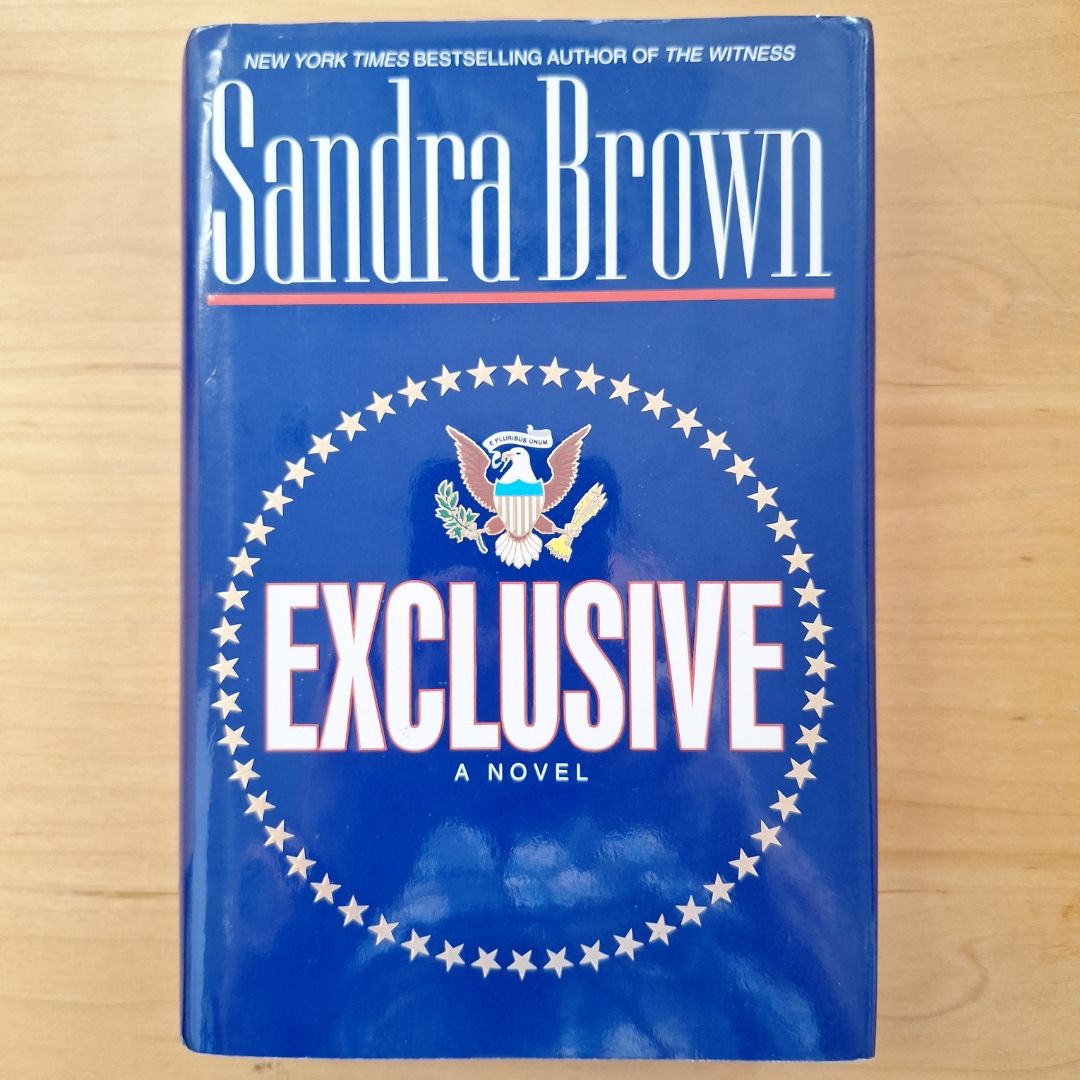 NEW YORK TIMES BESTSELLING AUTHOR OF THE WITNESS
Sandra Brown
E PLURIBUS UNUM
EXCLUSIVE
A NOVEL